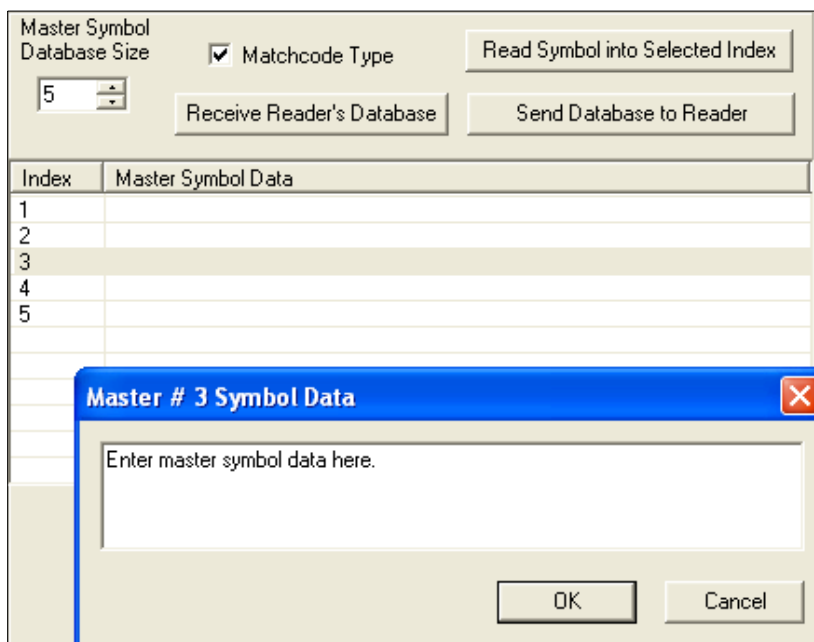 Master Symbol
Database Size
Matchcode Type
Read Symbol into Selected Index
5
Receive Reader's Database
Send Database to Reader
Index Master Symbol Data
1
2
3
4
5
Master # 3 Symbol Data
Enter master symbol data here.
OK Cancel